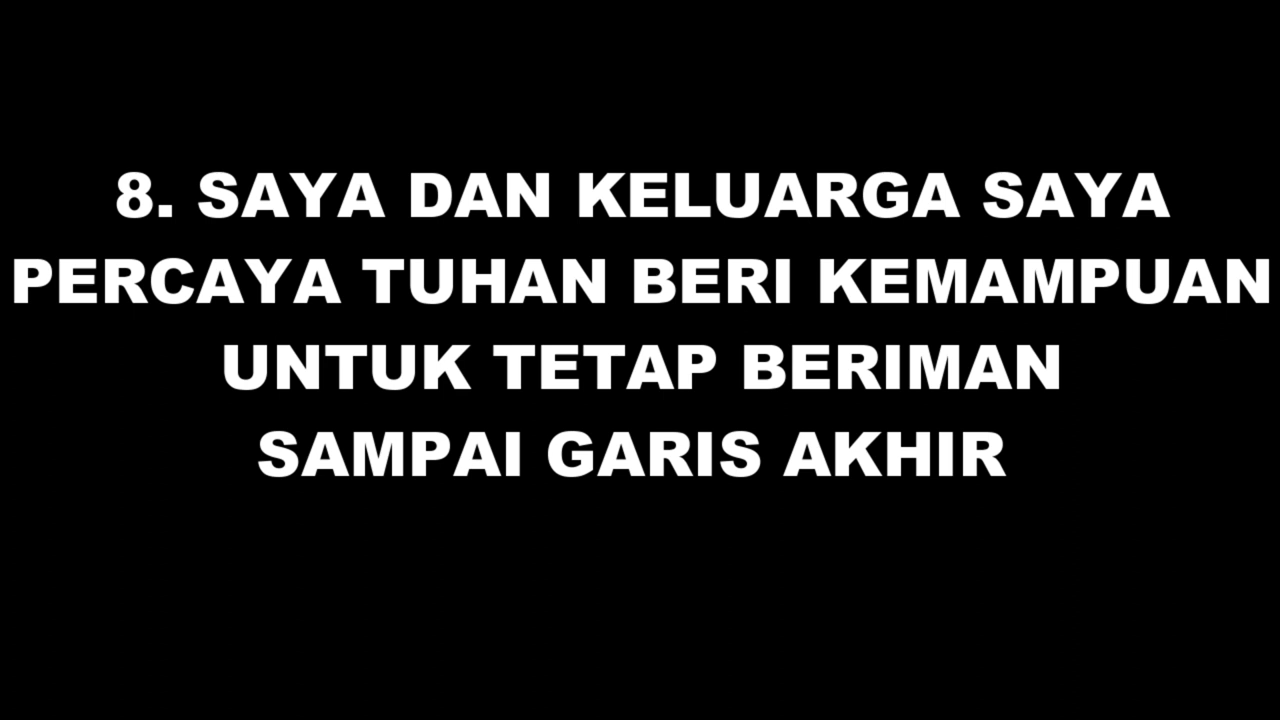 8. SAYA DAN KELUARGA SAYA
PERCAYA TUHAN BERI KEMAMPUAN
UNTUK TETAP BERIMAN
SAMPAI GARIS AKHIR